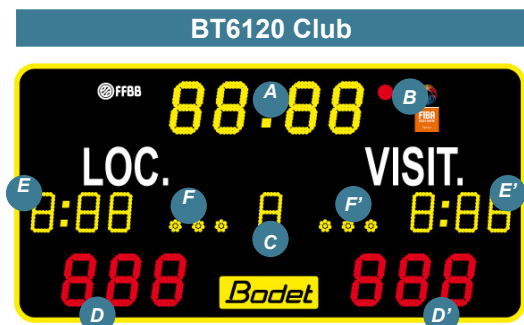 BT6120 Club
FFBB
88.88
A
B
FIBA
LOC.
VISIT.
E
8:88
F
8
C
F'
8:88
E'
888
D
Bodet
888
D'